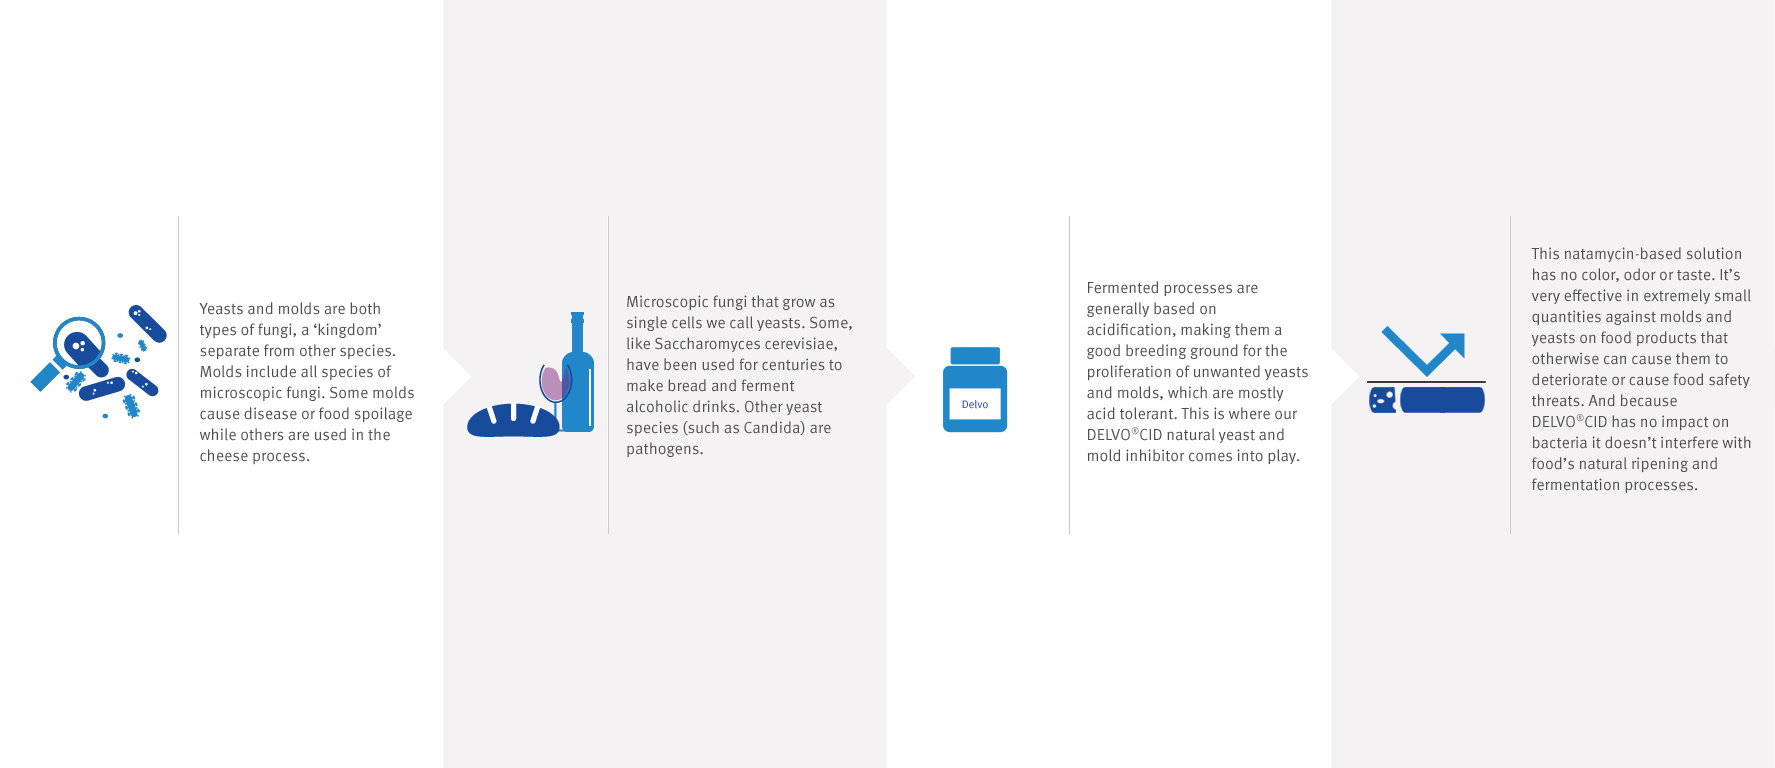 Yeasts and molds are both
types of fungi, a ‘kingdom’
separate from other species.
Molds include all species of
microscopic fungi. Some molds
cause disease or food spoilage
while others are used in the
cheese process.
Microscopic fungi that grow as
single cells we call yeasts. Some,
like Saccharomyces cerevisiae,
have been used for centuries to
make bread and ferment
alcoholic drinks. Other yeast
species (such as Candida) are
pathogens.
Delvo
Fermented processes are
generally based on
acidification, making them a
good breeding ground for the
proliferation of unwanted yeasts
and molds, which are mostly
acid tolerant. This is where our
DELVO®CID natural yeast and
mold inhibitor comes into play.
This natamycin-based solution
has no color, odor or taste. It’s
very effective in extremely small
quantities against molds and
yeasts on food products that
otherwise can cause them to
deteriorate or cause food safety
threats. And because
DELVO®CID has no impact on
bacteria it doesn’t interfere with
food’s natural ripening and
fermentation processes.